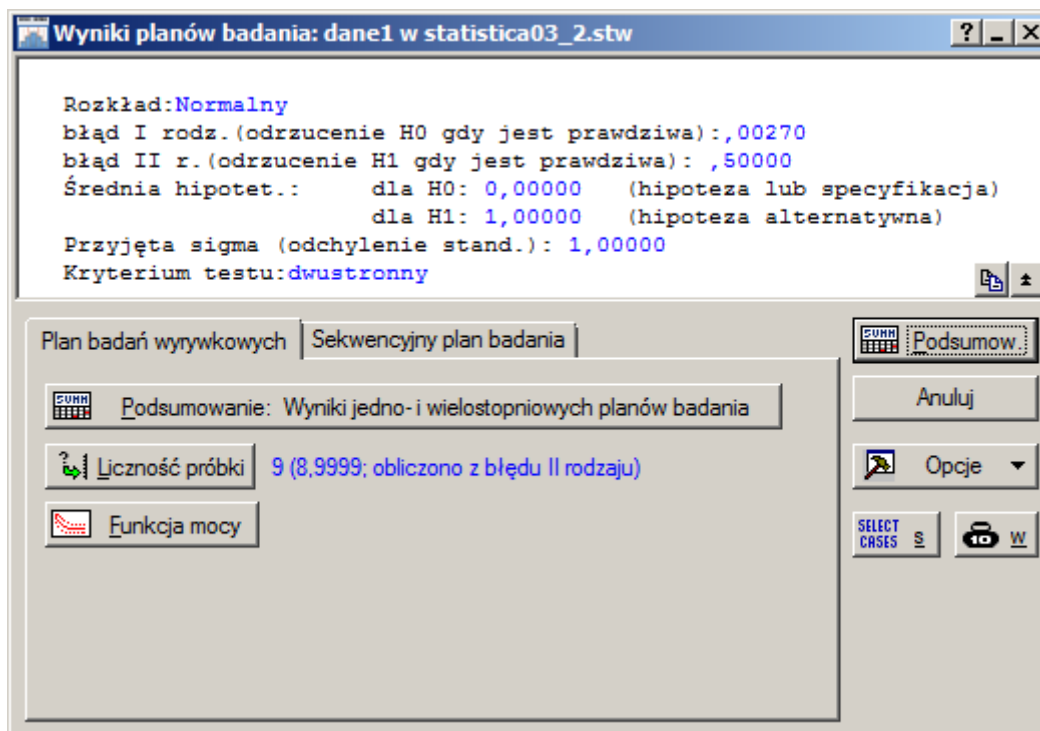 Wyniki planów badania: dane1 w statistica03_2.stw
Rozkład:Normalny
błąd I rodz.(odrzucenie H0 gdy jest prawdziwa):,00270
błąd II r.(odrzucenie H1 gdy jest prawdziwa): ,50000
Średnia hipotet.: dla H0: 0,00000 (hipoteza lub specyfikacja)
dla H1: 1,00000 (hipoteza alternatywna)
Przyjęta sigma (odchylenie stand.): 1,00000
Kryterium testu:dwustronny
Plan badań wyrywkowych Sekwencyjny plan badania
Podsumow.
Podsumowanie: Wyniki jedno- i wielostopniowych planów badania
Anuluj
Liczność próbki 9 (8,9999; obliczono z błędu II rodzaju)
Opcje
Funkcja mocy
SELECT CASES s w